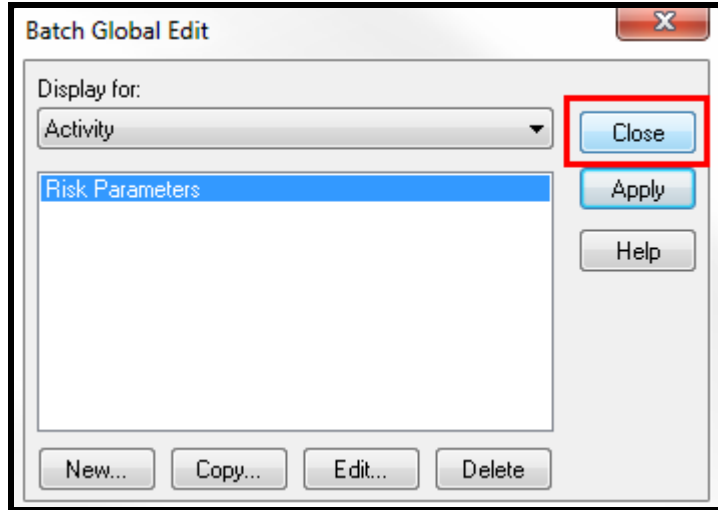 Batch Global Edit
Display for:
Activity
Close
Risk Parameters
Apply
Help
New... Copy... Edit... Delete